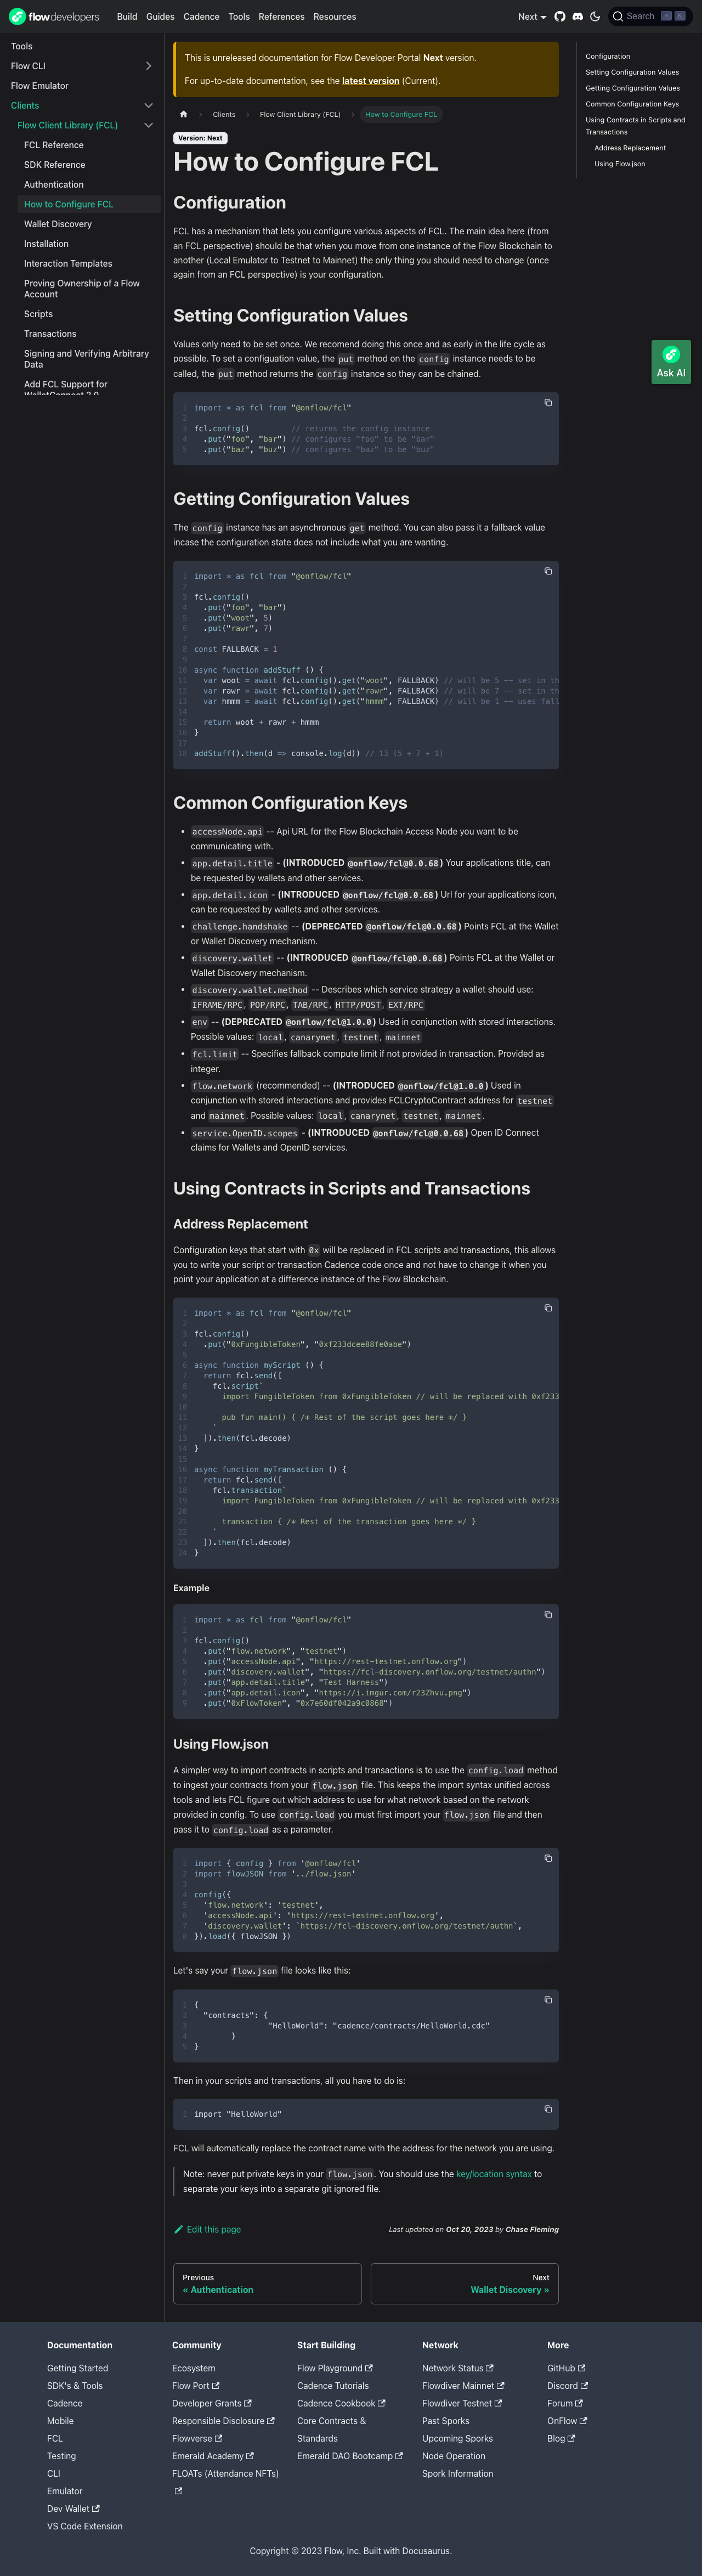 flowdevelopers
Build Guides Cadence Tools References Resources
Next
Search
Tools
Flow CLI
Flow Emulator
Clients
Flow Client Library (FCL)
FCL Reference
SDK Reference
Authentication
How to Configure FCL
Wallet Discovery
Installation
Interaction Templates
Proving Ownership of a Flow
Account
Scripts
Transactions
Signing and Verifying Arbitrary
Data
Add FCL Support for
WalletConnect 2.0
This is unreleased documentation for Flow Developer Portal Next version.
For up-to-date documentation, see the latest version (Current).
Clients
Flow Client Library (FCL)
How to Configure FCL
Version: Next
How to Configure FCL
Configuration
FCL has a mechanism that lets you configure various aspects of FCL. The main idea here (from
an FCL perspective) should be that when you move from one instance of the Flow Blockchain to
another (Local Emulator to Testnet to Mainnet) the only thing you should need to change (once
again from an FCL perspective) is your configuration.
Setting Configuration Values
Values only need to be set once. We recomend doing this once and as early in the life cycle as
possible. To set a configuation value, the put method on the config instance needs to be
called, the put method returns the config instance so they can be chained.
1 import * as fcl from "@onflow/fcl"
2
3 fcl.config() // returns the config instance
4 .put("foo", "bar") // configures "foo" to be "bar"
5 .put("baz", "buz") // configures "baz" to be "buz"
Getting Configuration Values
The config instance has an asynchronous get method. You can also pass it a fallback value
incase the configuration state does not include what you are wanting.
1 import * as fcl from "@onflow/fcl"
2
3 fcl.config()
4 .put("foo", "bar")
5 .put("woot", 5)
6 .put("rawr", 7)
7
8 const FALLBACK = 1
9
10 async function addStuff () {
11 var woot = await fcl.config().get("woot", FALLBACK) // will be 5 -- set in th
12 var rawr = await fcl.config().get("rawr", FALLBACK) // will be 7 -- set in th
13 var hmmm = await fcl.config().get("hmmm", FALLBACK) // will be 1 -- uses fall
14
15 return woot + rawr + hmmm
16 }
17
18 addStuff().then(d => console.log(d)) // 13 (5 + 7 + 1)
Common Configuration Keys
accessNode.api -- Api URL for the Flow Blockchain Access Node you want to be
communicating with.
app.detail.title - (INTRODUCED @onflow/fcl@0.0.68) Your applications title, can
be requested by wallets and other services.
app.detail.icon - (INTRODUCED @onflow/fcl@0.0.68) Url for your applications icon,
can be requested by wallets and other services.
challenge.handshake -- (DEPRECATED @onflow/fcl@0.0.68) Points FCL at the Wallet
or Wallet Discovery mechanism.
discovery.wallet -- (INTRODUCED @onflow/fcl@0.0.68) Points FCL at the Wallet or
Wallet Discovery mechanism.
discovery.wallet.method -- Describes which service strategy a wallet should use:
IFRAME/RPC, POP/RPC, TAB/RPC, HTTP/POST, EXT/RPC
env -- (DEPRECATED @onflow/fcl@1.0.0) Used in conjunction with stored interactions.
Possible values: local, canarynet, testnet, mainnet
fcl.limit -- Specifies fallback compute limit if not provided in transaction. Provided as
integer.
flow.network (recommended) -- (INTRODUCED @onflow/fcl@1.0.0) Used in
conjunction with stored interactions and provides FCLCryptoContract address for testnet
and mainnet. Possible values: local, canarynet, testnet, mainnet.
service.OpenID.scopes - (INTRODUCED @onflow/fcl@0.0.68) Open ID Connect
claims for Wallets and OpenID services.
Using Contracts in Scripts and Transactions
Address Replacement
Configuration keys that start with 0x will be replaced in FCL scripts and transactions, this allows
you to write your script or transaction Cadence code once and not have to change it when you
point your application at a difference instance of the Flow Blockchain.
1 import * as fcl from "@onflow/fcl"
2
3 fcl.config()
4 .put("0xFungibleToken", "0xf233dcee88fe0abe")
5
6 async function myScript () {
7 return fcl.send([
8 fcl.script`
9 import FungibleToken from 0xFungibleToken // will be replaced with 0xf233
10
11 pub fun main() { /* Rest of the script goes here */ }
12 `
13 ]).then(fcl.decode)
14 }
15
16 async function myTransaction () {
17 return fcl.send([
18 fcl.transaction`
19 import FungibleToken from 0xFungibleToken // will be replaced with 0xf233
20
21 transaction { /* Rest of the transaction goes here */ }
22 `
23 ]).then(fcl.decode)
24 }
Example
1 import * as fcl from "@onflow/fcl"
2
3 fcl.config()
4 .put("flow.network", "testnet")
5 .put("accessNode.api", "https://rest-testnet.onflow.org")
6 .put("discovery.wallet", "https://fcl-discovery.onflow.org/testnet/authn")
7 .put("app.detail.title", "Test Harness")
8 .put("app.detail.icon", "https://i.imgur.com/r23Zhvu.png")
9 .put("0xFlowToken", "0x7e60df042a9c0868")
Using Flow.json
A simpler way to import contracts in scripts and transactions is to use the config.load method
to ingest your contracts from your flow.json file. This keeps the import syntax unified across
tools and lets FCL figure out which address to use for what network based on the network
provided in config. To use config.load you must first import your flow.json file and then
pass it to config.load as a parameter.
1 import { config } from '@onflow/fcl'
2 import flowJSON from '../flow.json'
3
4 config({
5 'flow.network': 'testnet',
6 'accessNode.api': 'https://rest-testnet.onflow.org',
7 'discovery.wallet': `https://fcl-discovery.onflow.org/testnet/authn`,
8 }).load({ flowJSON })
Let's say your flow.json file looks like this:
1 {
2 "contracts": {
3 "HelloWorld": "cadence/contracts/HelloWorld.cdc"
4 }
5 }
Then in your scripts and transactions, all you have to do is:
1 import "HelloWorld"
FCL will automatically replace the contract name with the address for the network you are using.
Note: never put private keys in your flow.json. You should use the key/location syntax to
separate your keys into a separate git ignored file.
Edit this page
Last updated on Oct 20, 2023 by Chase Fleming
Previous
« Authentication
Next
Wallet Discovery »
Configuration
Setting Configuration Values
Getting Configuration Values
Common Configuration Keys
Using Contracts in Scripts and
Transactions
Address Replacement
Using Flow.json
Ask AI
Documentation
Getting Started
SDK's & Tools
Cadence
Mobile
FCL
Testing
CLI
Emulator
Dev Wallet
VS Code Extension
Community
Ecosystem
Flow Port
Developer Grants
Responsible Disclosure
Flowverse
Emerald Academy
FLOATs (Attendance NFTs)
Start Building
Flow Playground
Cadence Tutorials
Cadence Cookbook
Core Contracts &
Standards
Emerald DAO Bootcamp
Network
Network Status
Flowdiver Mainnet
Flowdiver Testnet
Past Sporks
Upcoming Sporks
Node Operation
Spork Information
More
GitHub
Discord
Forum
OnFlow
Blog
Copyright © 2023 Flow, Inc. Built with Docusaurus.